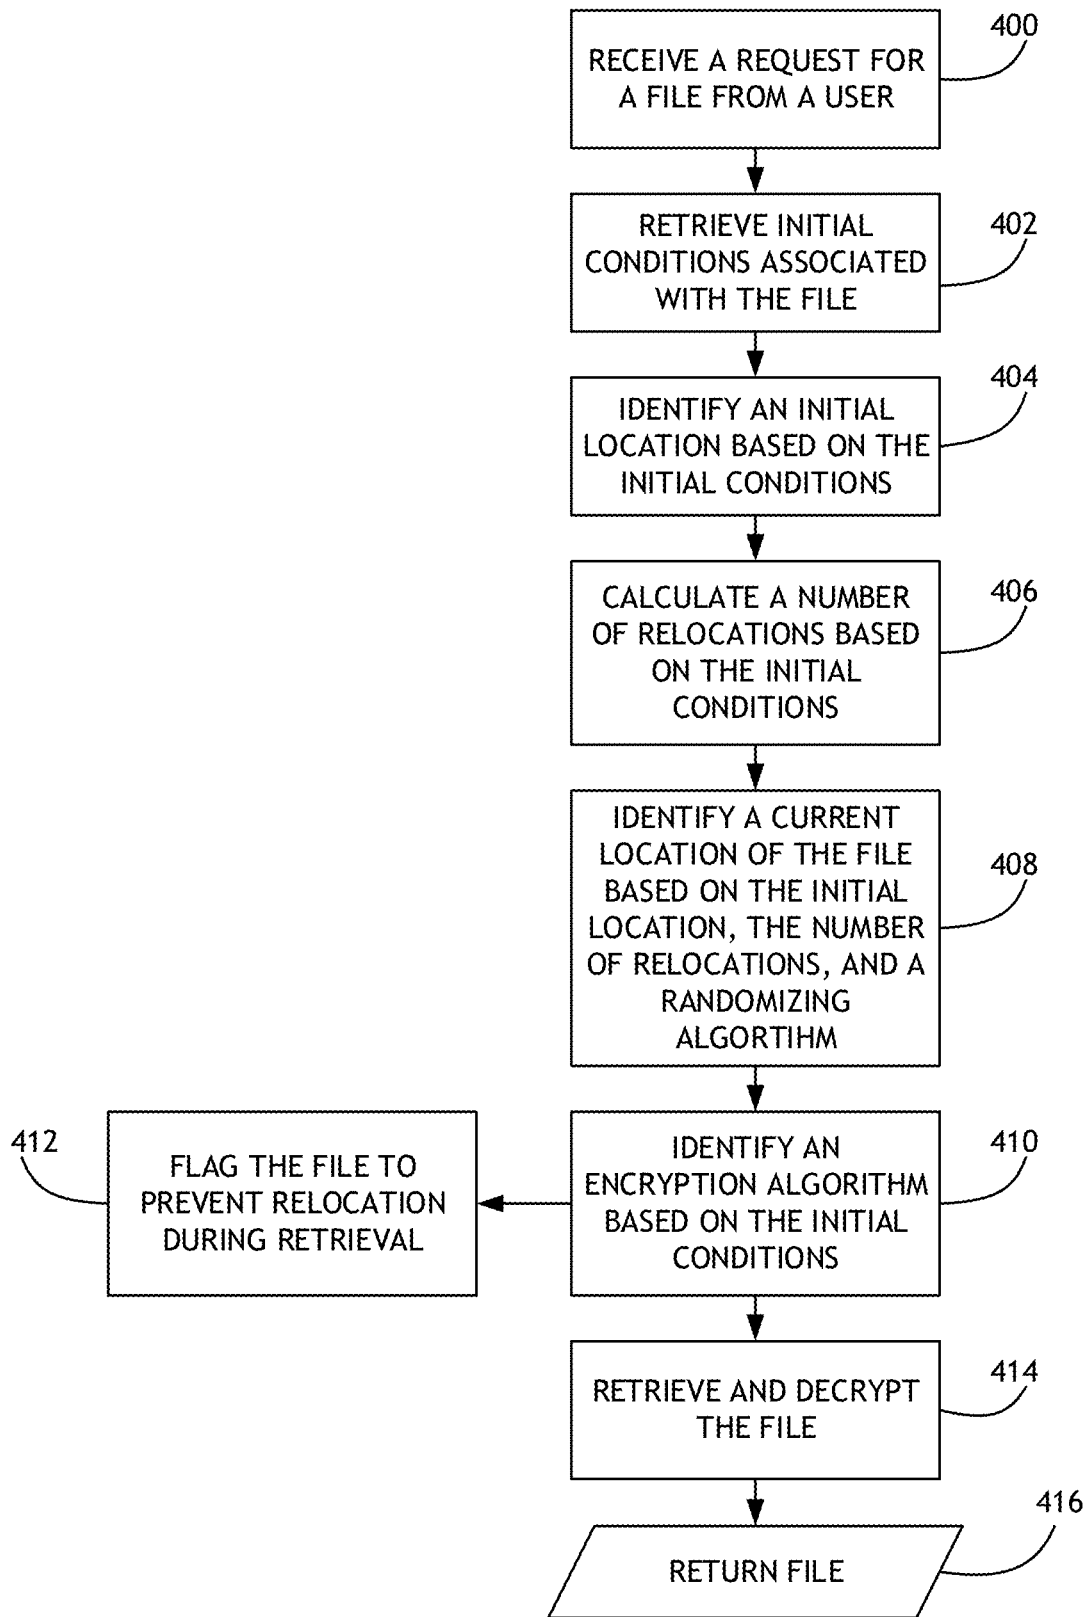 400
RECEIVE A REQUEST FOR
A FILE FROM A USER
402
RETRIEVE INITIAL
CONDITIONS ASSOCIATED
WITH THE FILE
404
IDENTIFY AN INITIAL
LOCATION BASED ON THE
INITIAL CONDITIONS
406
CALCULATE A NUMBER
OF RELOCATIONS BASED
ON THE INITIAL
CONDITIONS
408
IDENTIFY A CURRENT
LOCATION OF THE FILE
BASED ON THE INITIAL
LOCATION, THE NUMBER
OF RELOCATIONS, AND A
RANDOMIZING
ALGORTIHM
412
FLAG THE FILE TO
PREVENT RELOCATION
DURING RETRIEVAL
410
IDENTIFY AN
ENCRYPTION ALGORITHM
BASED ON THE INITIAL
CONDITIONS
414
RETRIEVE AND DECRYPT
THE FILE
416
RETURN FILE